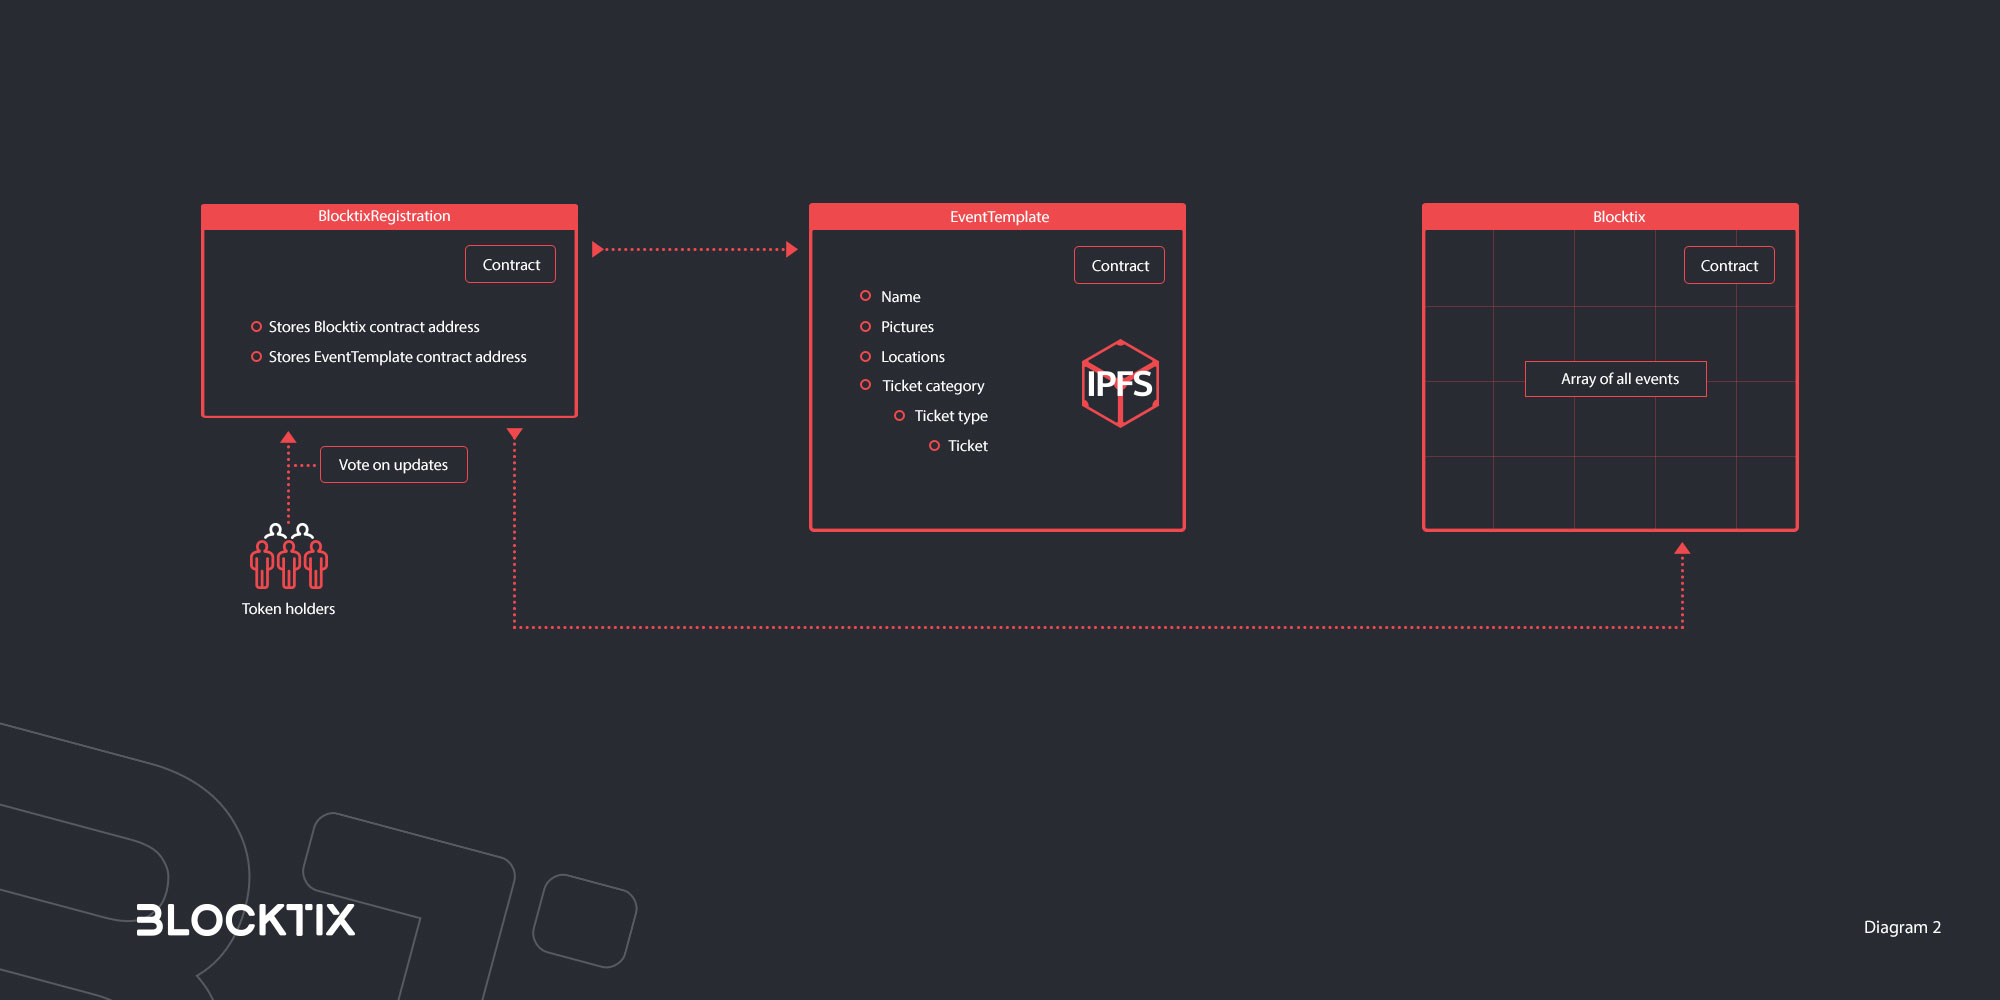 BlocktixRegistration
Contract
Stores Blocktix contract address
Stores EventTemplate contract address
Vote on updates
Token holders
EventTemplate
Contract
Name
Pictures
Locations
Ticket category
Ticket type
Ticket
IPFS
Blocktix
Contract
Array of all events
BLOCKTIX
Diagram 2